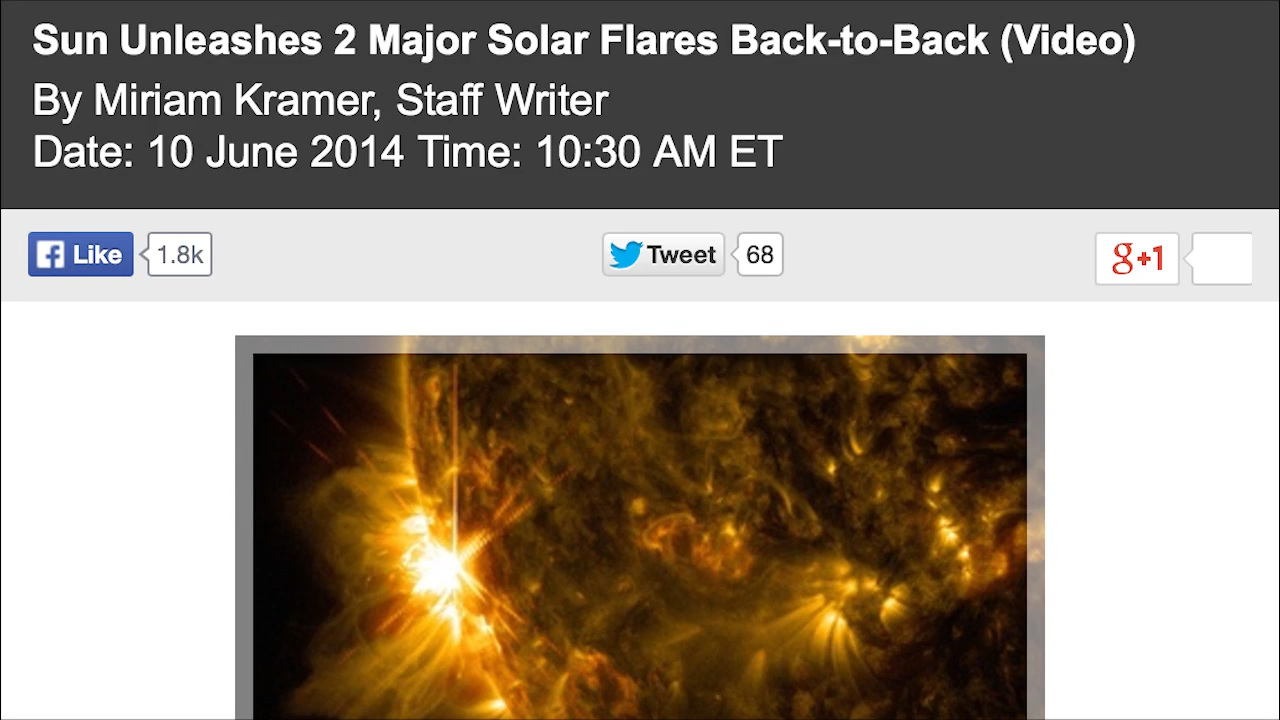 Sun Unleashes 2 Major Solar Flares Back-to-Back (Video)
By Miriam Kramer, Staff Writer
Date: 10 June 2014 Time: 10:30 AM ET
Like 1.8k Tweet 68 g+1